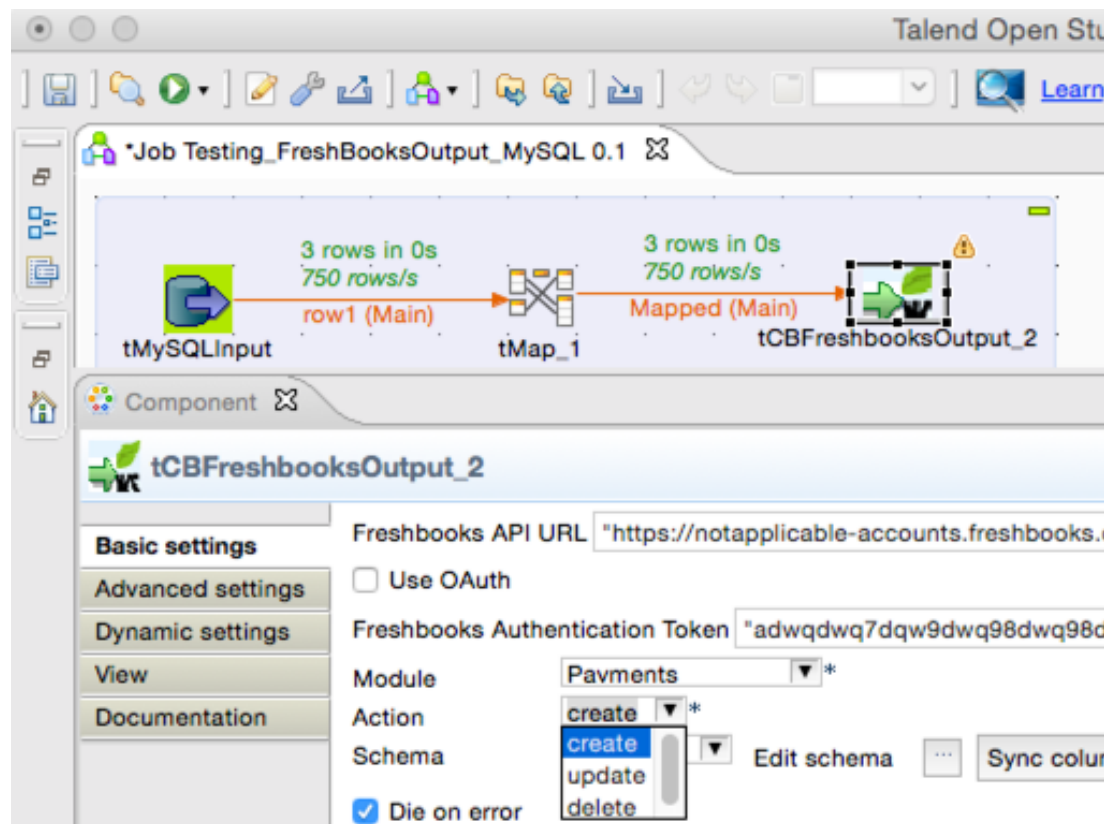 Talend Open Stu
Learn
*Job Testing_FreshBooksOutput_MySQL 0.1
3 rows in 0s
750 rows/s
row1 (Main)
3 rows in 0s
750 rows/s
Mapped (Main)
tMySQLInput
tMap_1
tCBFreshbooksOutput_2
Component
tCBFreshbooksOutput_2
Basic settings
Advanced settings
Dynamic settings
View
Documentation
Freshbooks API URL "https://notapplicable-accounts.freshbooks.
Use OAuth
Freshbooks Authentication Token "adwqdwq7dqw9dwq98dwq98d
Module Payments *
Action create *
create
update
delete
Schema Edit schema ... Sync colur
Die on error